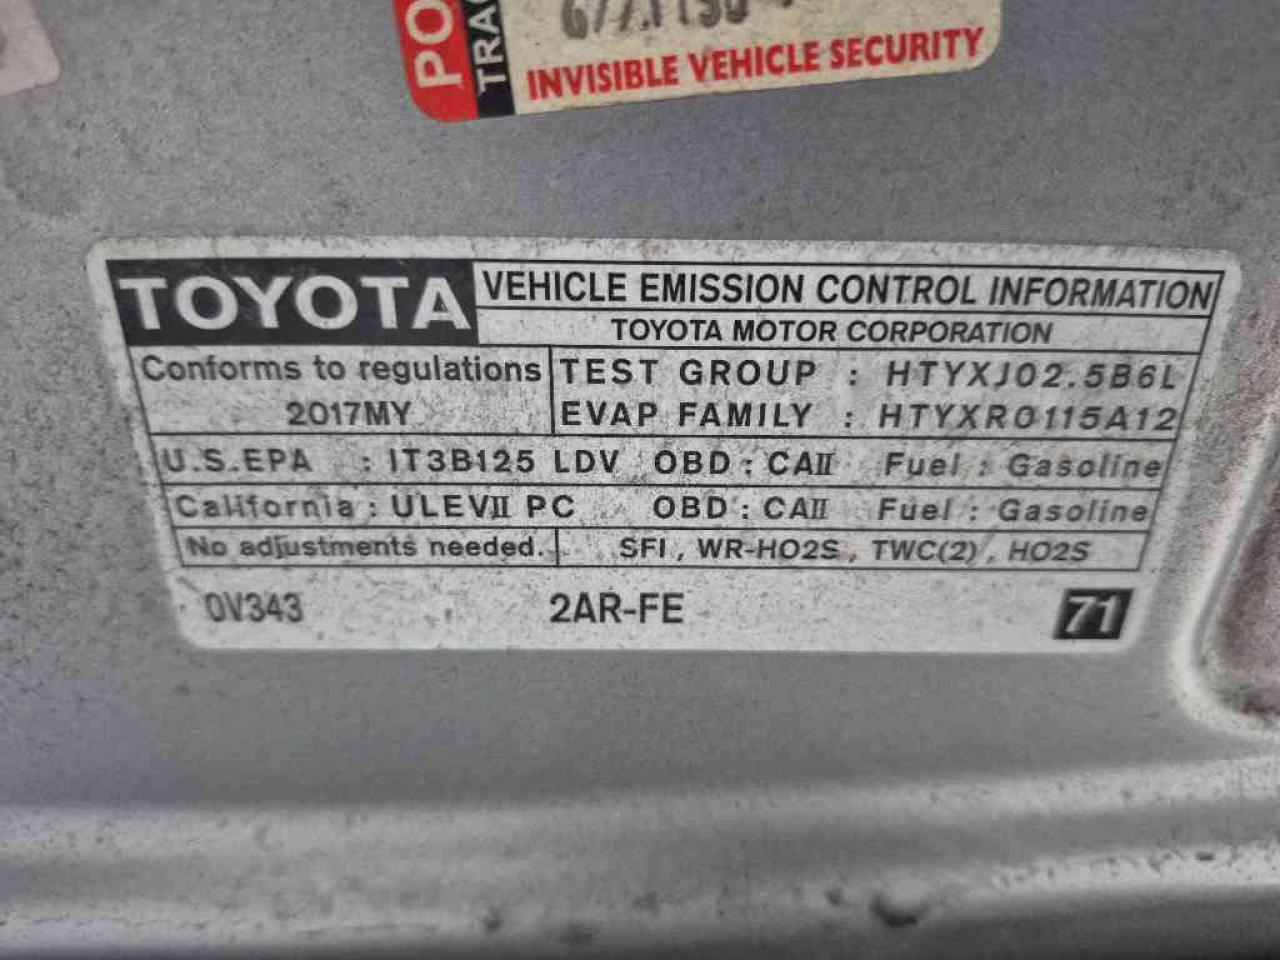 INVISIBLE VEHICLE SECURITY
TOYOTA
VEHICLE EMISSION CONTROL INFORMATION
TOYOTA MOTOR CORPORATION
Conforms to regulations
2017MY
TEST GROUP : HTYXJ02.5B6L
EVAP FAMILY : HTYXR0115A12
U.S.EPA : 1T3B125 LDV OBD : CAII Fuel : Gasoline
California : ULEVII PC OBD : CAII Fuel : Gasoline
No adjustments needed. SFI, WR-HO2S, TWC(2), HO2S
0V343 2AR-FE 71